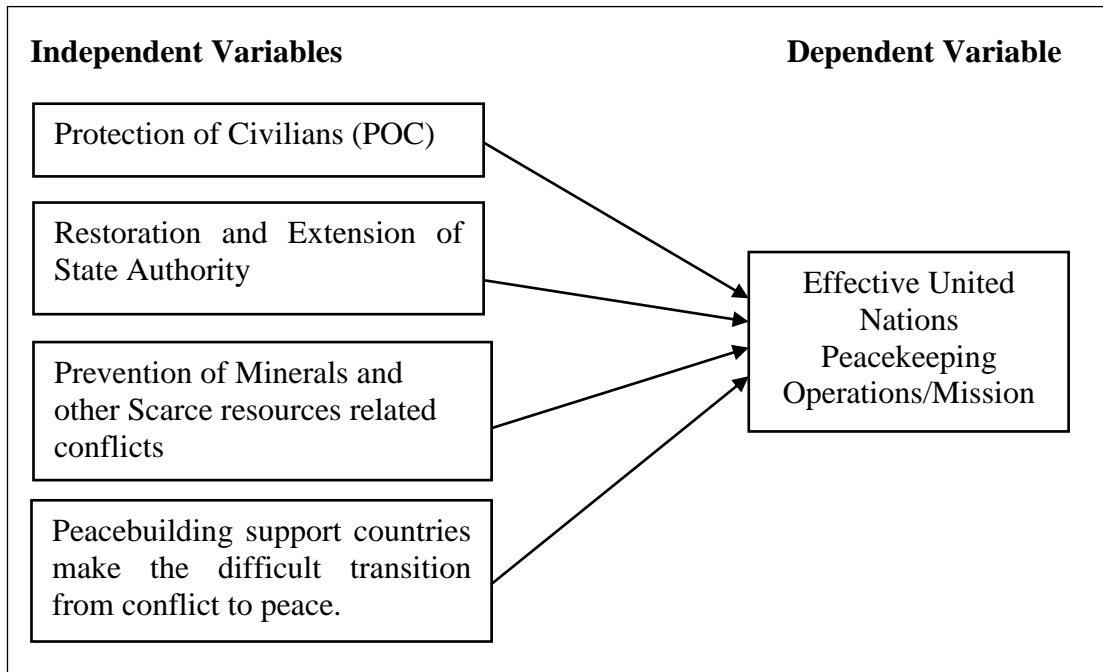 Independent Variables
Dependent Variable
Protection of Civilians (POC)
Restoration and Extension of
State Authority
Prevention of Minerals and
other Scarce resources related
conflicts
Peacebuilding support countries
make the difficult transition
from conflict to peace.
Effective United
Nations
Peacekeeping
Operations/Mission